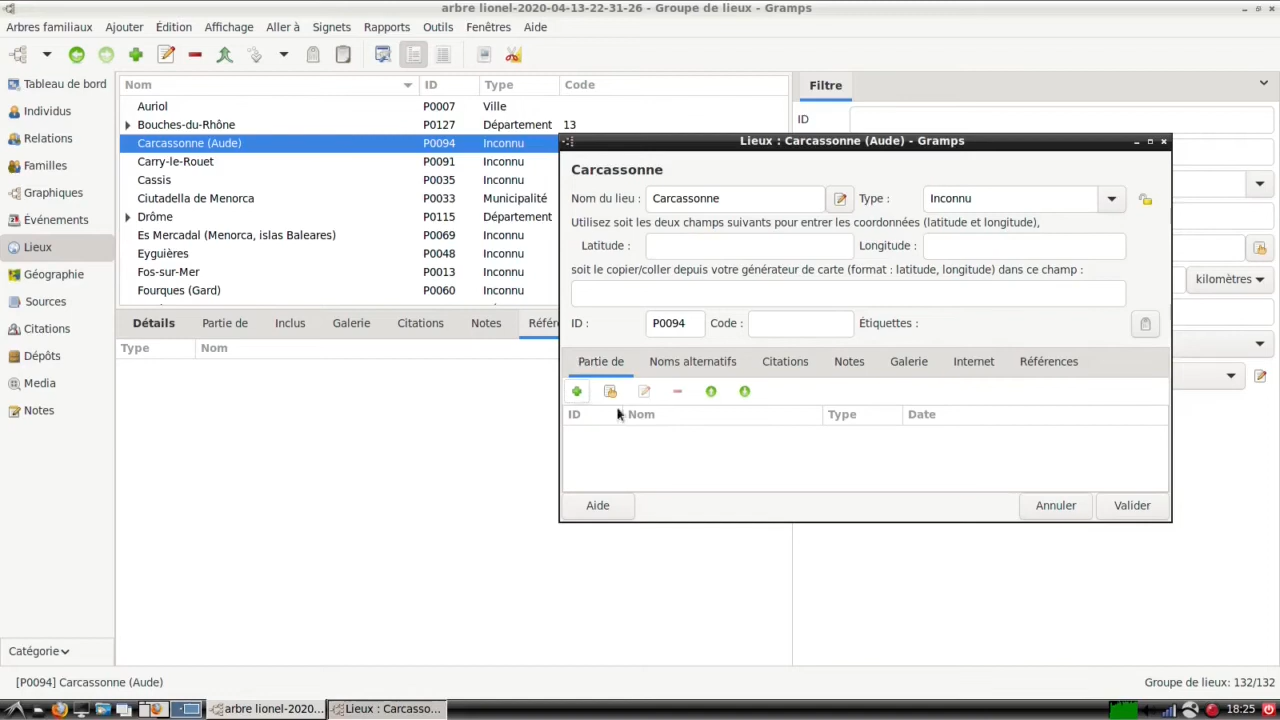 arbre lionel-2020-04-13-22-31-26 - Groupe de lieux - Gramps
Arbres familiaux Ajouter Édition Affichage Aller à Signets Rapports Outils Fenêtres Aide
Tableau de bord
Individus
Relations
Familles
Graphiques
Événements
Lieux
Géographie
Sources
Citations
Dépôts
Media
Notes
Catégorie
Nom ID Type Code
Auriol P0007 Ville
Bouches-du-Rhône P0127 Département 13
Carcassonne (Aude) P0094 Inconnu
Carry-le-Rouet P0091 Inconnu
Cassis P0035 Inconnu
Ciutadella de Menorca P0033 Municipalité
Drôme P0115 Département
Es Mercadal (Menorca, islas Baleares) P0069 Inconnu
Eyguières P0048 Inconnu
Fos-sur-Mer P0013 Inconnu
Fourques (Gard) P0060 Inconnu
Détails Partie de Inclus Galerie Citations Notes
Type Nom
Filtre
ID
kilomètres
Lieux : Carcassonne (Aude) - Gramps
Carcassonne
Nom du lieu : Carcassonne Type : Inconnu
Utilisez soit les deux champs suivants pour entrer les coordonnées (latitude et longitude),
Latitude : Longitude :
soit le copier/coller depuis votre générateur de carte (format : latitude, longitude) dans ce champ :
ID : P0094 Code : Étiquettes :
Partie de Noms alternatifs Citations Notes Galerie Internet Références
ID Nom Type Date
Aide Annuler Valider
[P0094] Carcassonne (Aude) Groupe de lieux: 132/132
arbre lionel-2020... Lieux : Carcasso... 18:25